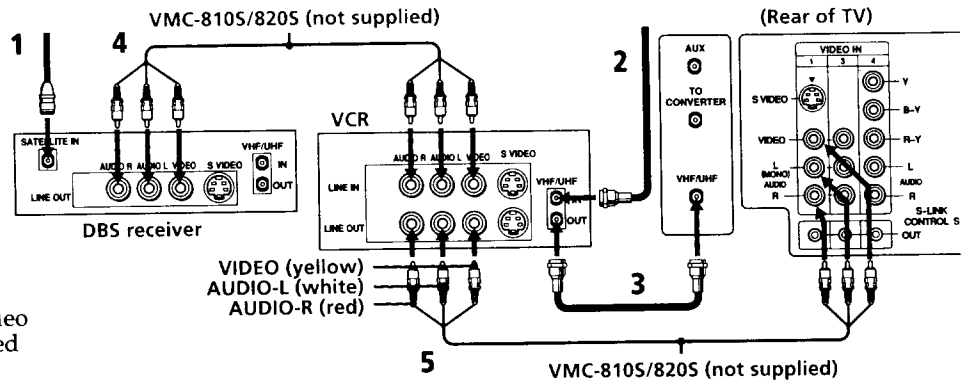 VMC-810S/820S (not supplied)
(Rear of TV)
1
4
2
AUX
VIDEO IN
1 3 4
TO
CONVERTER
S VIDEO
Y
B-Y
VCR
SATELLITE IN
VHF/UHF
AUDIO R AUDIO L VIDEO S VIDEO
IN
OUT
LINE OUT
DBS receiver
AUDIO R AUDIO L VIDEO S VIDEO
LINE IN
VHF/UHF
IN
OUT
LINE OUT
VHF/UHF
VIDEO
R-Y
L
(MONO)
AUDIO
R
L
AUDIO
R
S-LINK
CONTROL S
OUT
VIDEO (yellow)
AUDIO-L (white)
AUDIO-R (red)
3
5
VMC-810S/820S (not supplied)
eo
ed